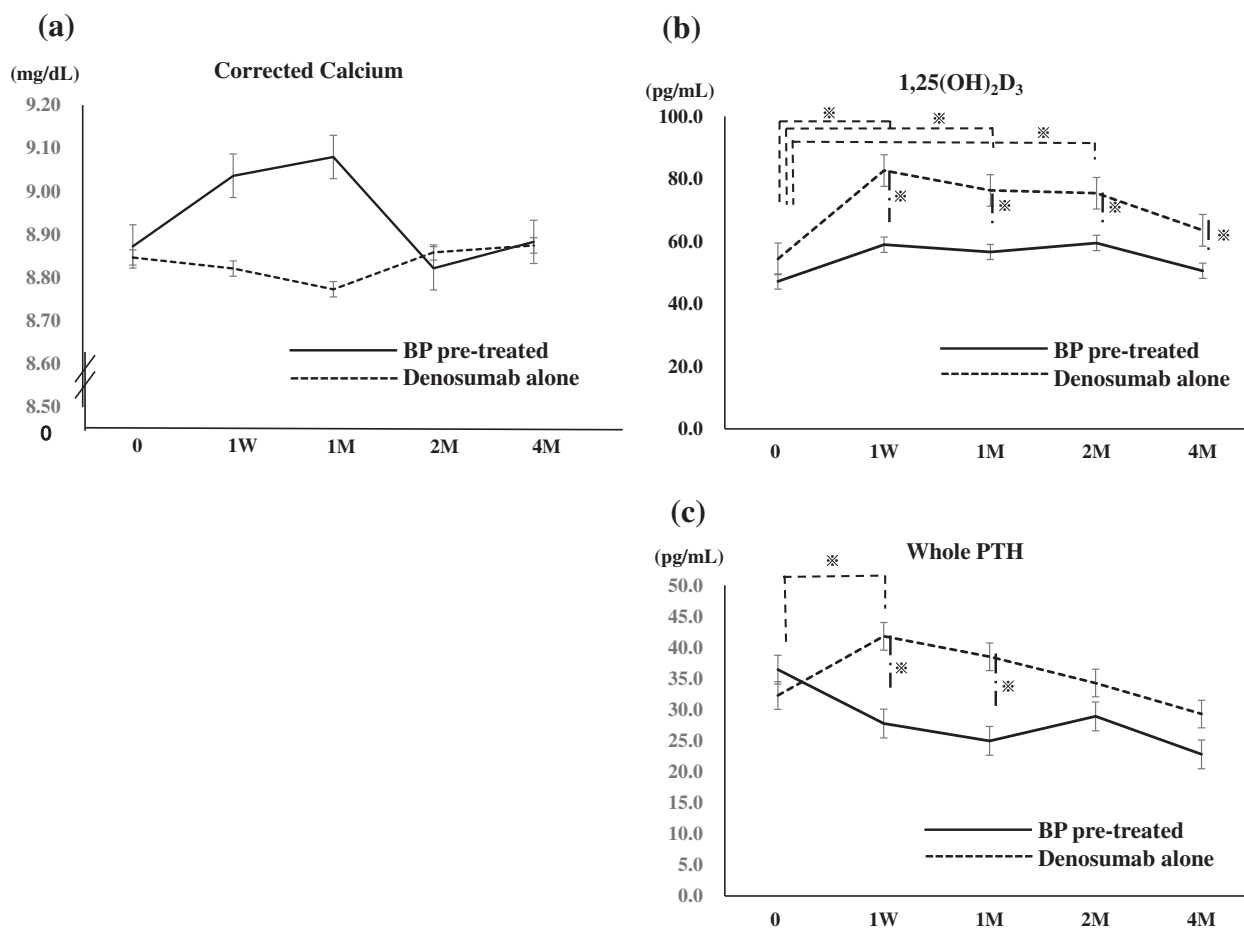 (a)
(mg/dL)
Corrected Calcium
9.20
9.10
9.00
8.90
8.80
8.70
8.60
8.50
0
BP pre-treated
Denosumab alone
0 1W 1M 2M 4M
(b)
(pg/mL)
1,25(OH)₂D₃
100.0
80.0
60.0
40.0
20.0
0.0
※ ※ ※
※ ※ ※ ※
BP pre-treated
Denosumab alone
0 1W 1M 2M 4M
(c)
(pg/mL)
Whole PTH
50.0
45.0
40.0
35.0
30.0
25.0
20.0
15.0
10.0
5.0
0.0
※
※ ※
BP pre-treated
Denosumab alone
0 1W 1M 2M 4M